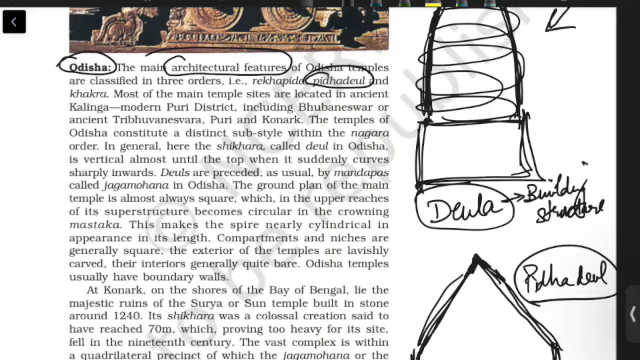 Odisha: The main architectural features of Odisha temples
are classified in three orders, i.e., rekhapida, pidhadeul and
khakra. Most of the main temple sites are located in ancient
Kalinga—modern Puri District, including Bhubaneswar or
ancient Tribhuvanesvara, Puri and Konark. The temples of
Odisha constitute a distinct sub-style within the nagara
order. In general, here the shikhara, called deul in Odisha,
is vertical almost until the top when it suddenly curves
sharply inwards. Deuls are preceded, as usual, by mandapas
called jagamohana in Odisha. The ground plan of the main
temple is almost always square, which, in the upper reaches
of its superstructure becomes circular in the crowning
mastaka. This makes the spire nearly cylindrical in
appearance in its length. Compartments and niches are
generally square, the exterior of the temples are lavishly
carved, their interiors generally quite bare. Odisha temples
usually have boundary walls.
At Konark, on the shores of the Bay of Bengal, lie the
majestic ruins of the Surya or Sun temple built in stone
around 1240. Its shikhara was a colossal creation said to
have reached 70m, which, proving too heavy for its site,
fell in the nineteenth century. The vast complex is within
a quadrilateral precinct of which the jagamohana or the
Deula → Building
structure
Pidhadeul